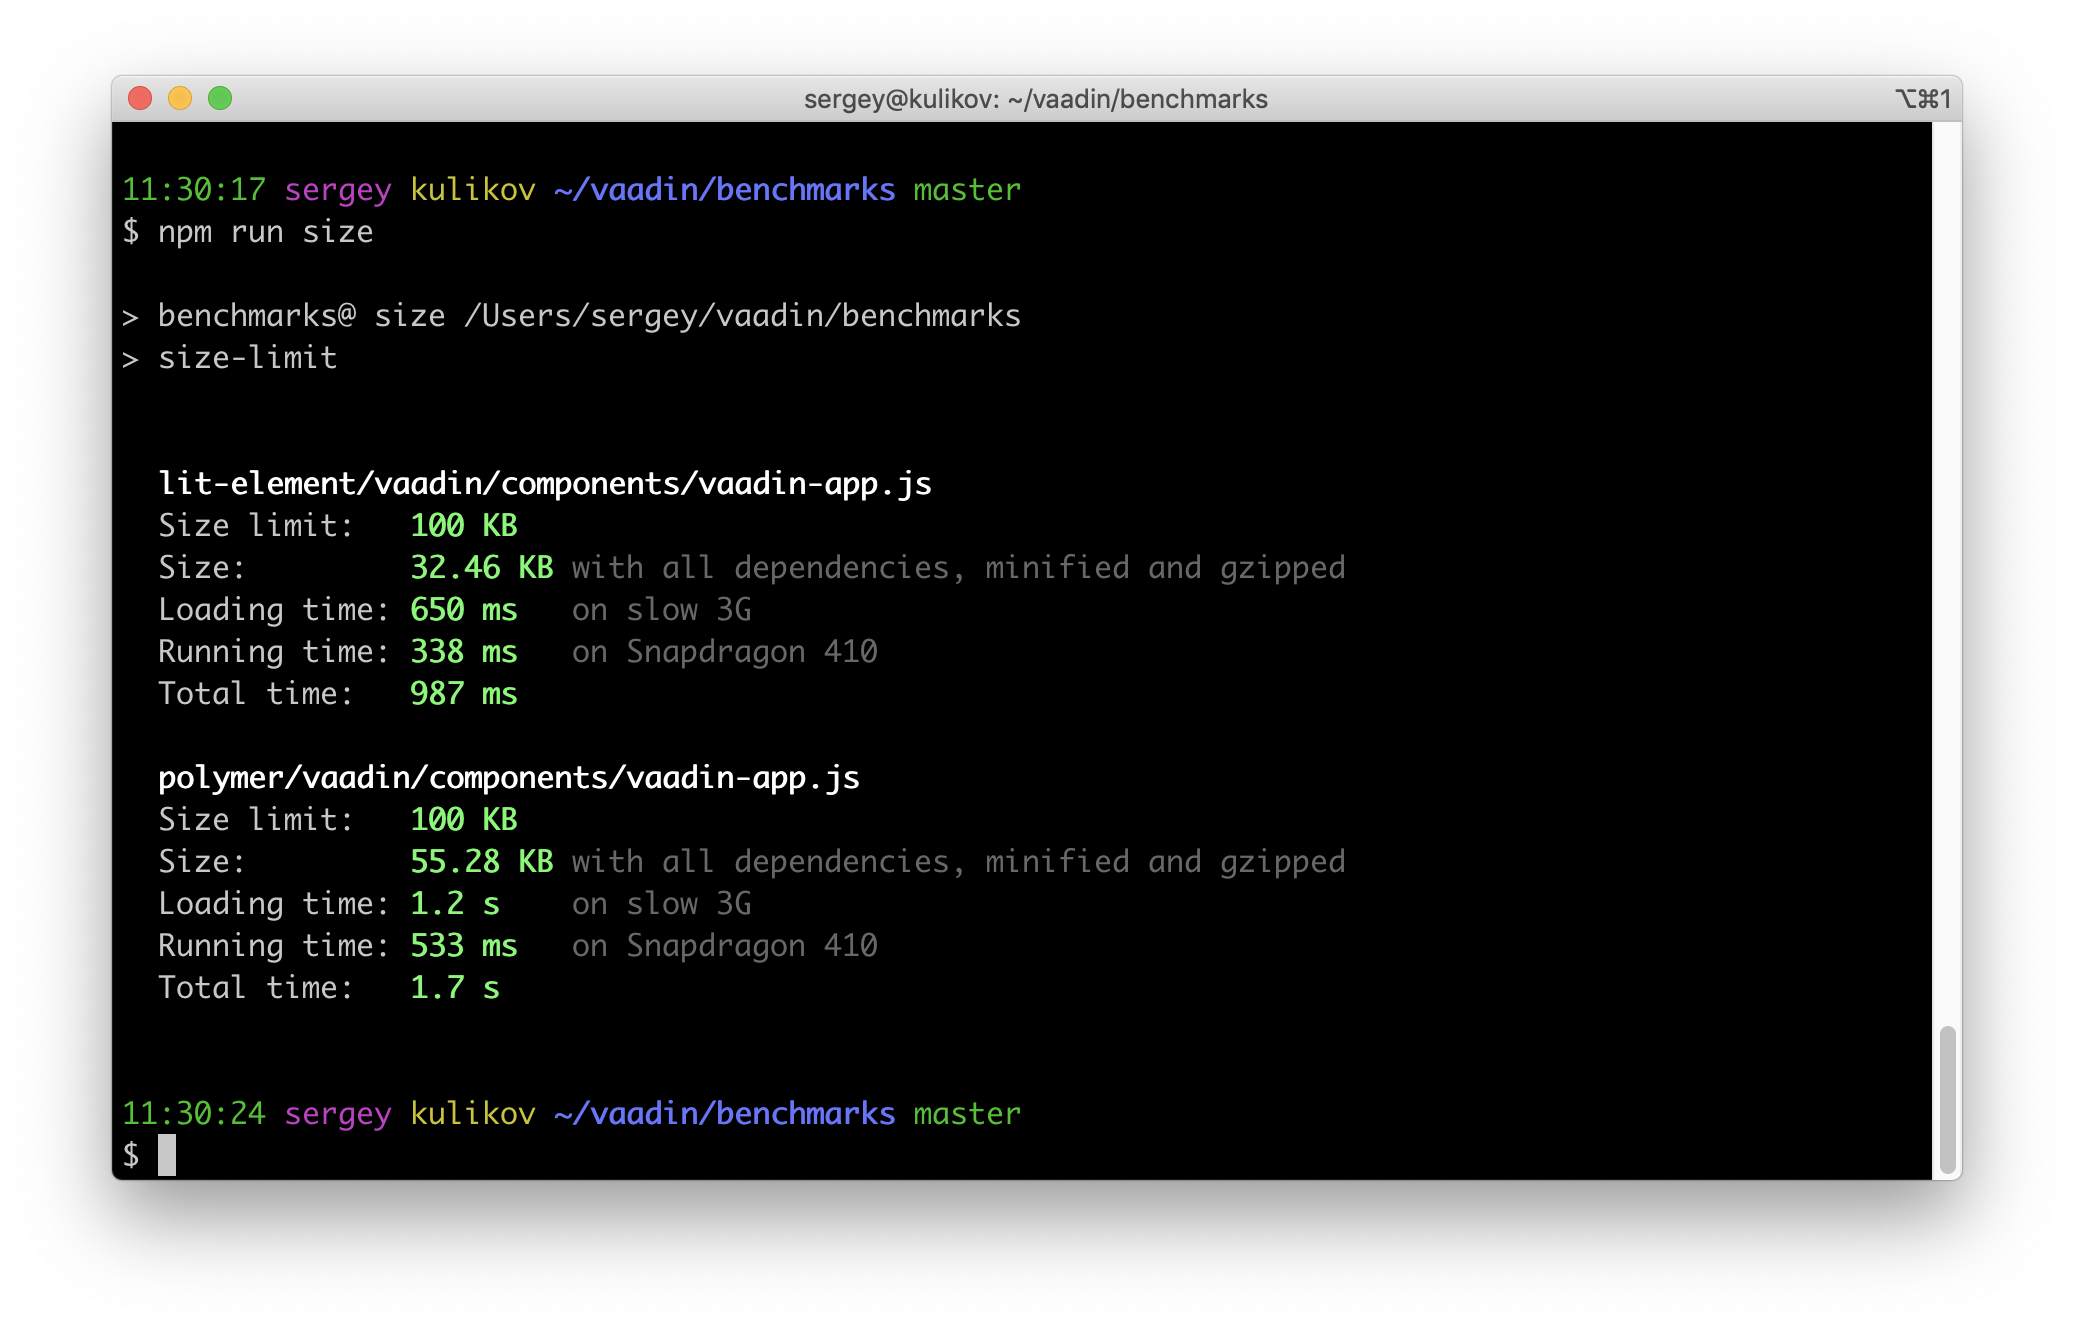 sergey@kulikov: ~/vaadin/benchmarks ⌥⌘1
11:30:17 sergey kulikov ~/vaadin/benchmarks master
$ npm run size
> benchmarks@ size /Users/sergey/vaadin/benchmarks
> size-limit
lit-element/vaadin/components/vaadin-app.js
Size limit: 100 KB
Size: 32.46 KB with all dependencies, minified and gzipped
Loading time: 650 ms on slow 3G
Running time: 338 ms on Snapdragon 410
Total time: 987 ms
polymer/vaadin/components/vaadin-app.js
Size limit: 100 KB
Size: 55.28 KB with all dependencies, minified and gzipped
Loading time: 1.2 s on slow 3G
Running time: 533 ms on Snapdragon 410
Total time: 1.7 s
11:30:24 sergey kulikov ~/vaadin/benchmarks master
$